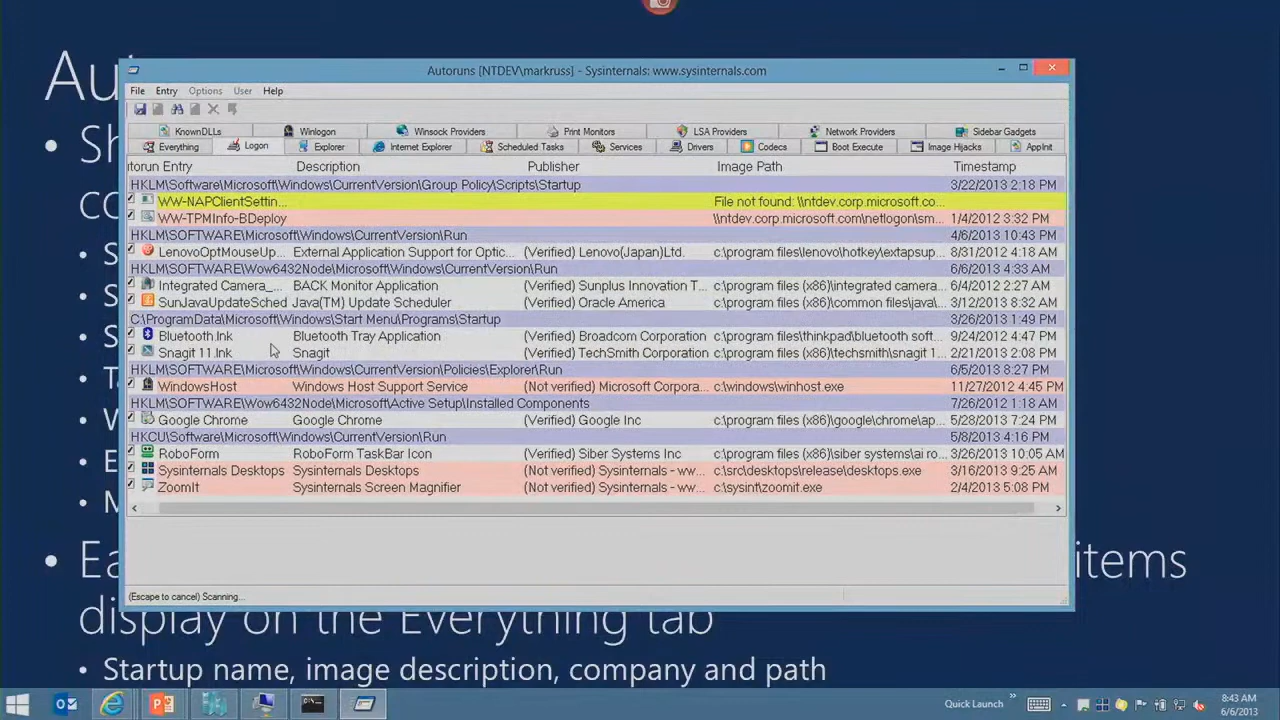 Au
Autoruns [NTDEV\markruss] - Sysinternals: www.sysinternals.com
File Entry Options User Help
KnownDLLs Winlogon Winsock Providers Print Monitors LSA Providers Network Providers Sidebar Gadgets
Everything Logon Explorer Internet Explorer Scheduled Tasks Services Drivers Codecs Boot Execute Image Hijacks AppInit
utorun Entry Description Publisher Image Path Timestamp
HKLM\Software\Microsoft\Windows\CurrentVersion\Group Policy\Scripts\Startup 3/22/2013 2:18 PM
WW-NAPClientSettin... File not found: \\ntdev.corp.microsoft.co...
WW-TPMInfo-BDeploy \\ntdev.corp.microsoft.com\netlogon\sm... 1/4/2012 3:32 PM
HKLM\SOFTWARE\Microsoft\Windows\CurrentVersion\Run 4/6/2013 10:43 PM
LenovoOptMouseUp... External Application Support for Optic... (Verified) Lenovo(Japan)Ltd. c:\program files\lenovo\hotkey\extapsup... 8/31/2012 4:18 AM
HKLM\SOFTWARE\Wow6432Node\Microsoft\Windows\CurrentVersion\Run 6/6/2013 4:33 AM
Integrated Camera_... BACK Monitor Application (Verified) Sunplus Innovation T... c:\program files (x86)\integrated camera... 6/4/2012 2:27 AM
SunJavaUpdateSched Java(TM) Update Scheduler (Verified) Oracle America c:\program files (x86)\common files\java\... 3/12/2013 8:32 AM
C:\ProgramData\Microsoft\Windows\Start Menu\Programs\Startup 3/26/2013 1:49 PM
Bluetooth.lnk Bluetooth Tray Application (Verified) Broadcom Corporation c:\program files\thinkpad\bluetooth soft... 9/24/2012 4:47 PM
Snagit 11.lnk Snagit (Verified) TechSmith Corporation c:\program files (x86)\techsmith\snagit 1... 2/21/2013 2:08 PM
HKLM\SOFTWARE\Microsoft\Windows\CurrentVersion\Policies\Explorer\Run 6/5/2013 8:27 PM
WindowsHost Windows Host Support Service (Not verified) Microsoft Corpora... c:\windows\winhost.exe 11/27/2012 4:45 PM
HKLM\SOFTWARE\Wow6432Node\Microsoft\Active Setup\Installed Components 7/26/2012 1:18 AM
Google Chrome Google Chrome (Verified) Google Inc c:\program files (x86)\google\chrome\ap... 5/28/2013 7:24 PM
HKCU\Software\Microsoft\Windows\CurrentVersion\Run 5/8/2013 4:16 PM
RoboForm RoboForm TaskBar Icon (Verified) Siber Systems Inc c:\program files (x86)\siber systems\ai ro... 3/26/2013 10:05 AM
Sysinternals Desktops Sysinternals Desktops (Not verified) Sysinternals - ww... c:\src\desktops\release\desktops.exe 3/16/2013 9:25 AM
ZoomIt Sysinternals Screen Magnifier (Not verified) Sysinternals - ww... c:\sysint\zoomit.exe 2/4/2013 5:08 PM
(Escape to cancel) Scanning...
• Sh
co
• S
• S
• S
• T
• W
• E
• M
• Ea items
display on the Everything tab
• Startup name, image description, company and path
Quick Launch 8:43 AM
6/6/2013